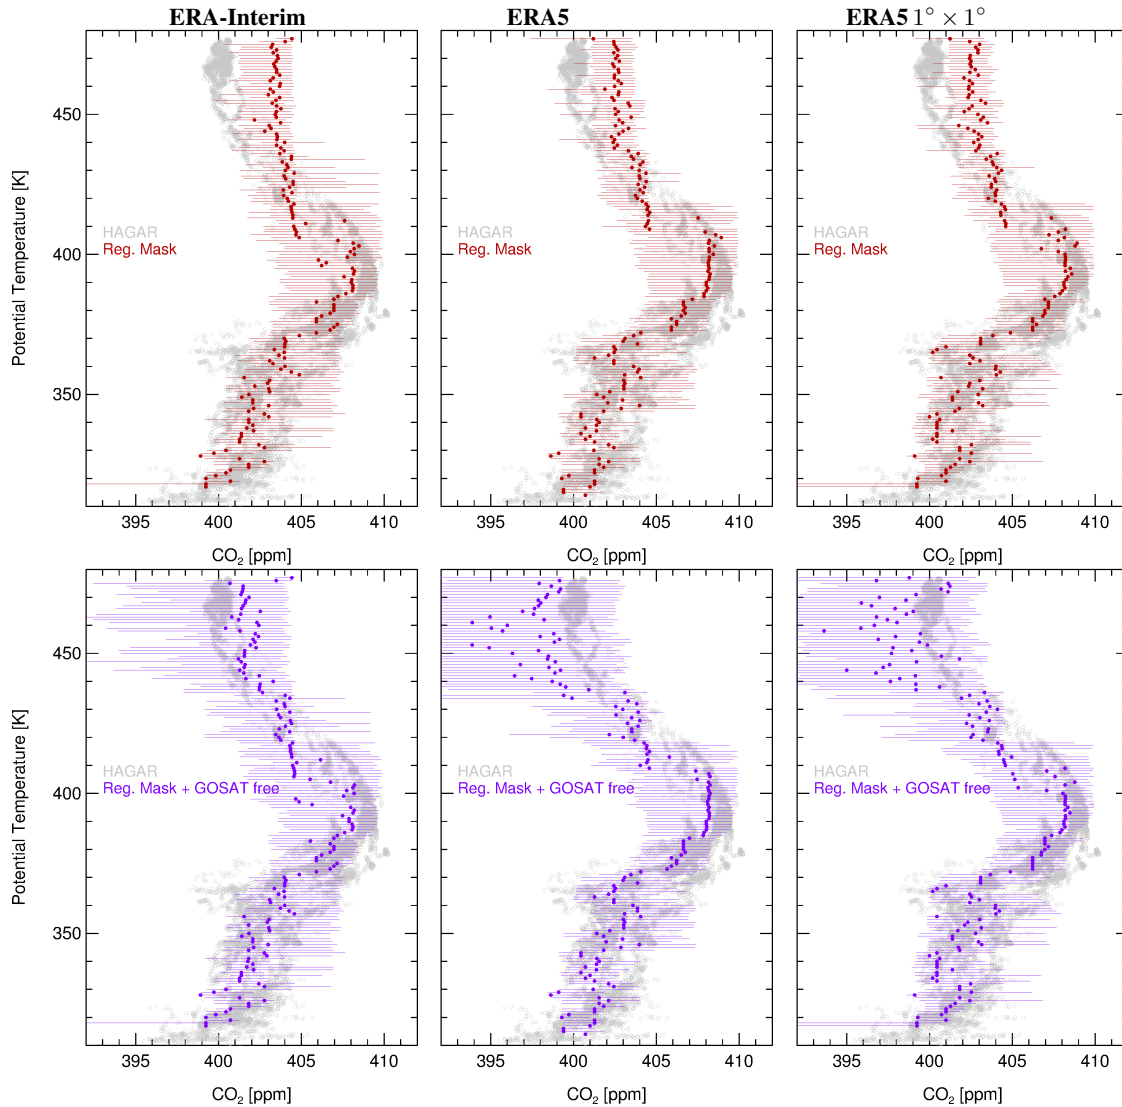 ERA-Interim ERA5 ERA5 1° × 1°
450 
400
350
Potential Temperature [K]
HAGAR HAGAR HAGAR
Reg. Mask Reg. Mask Reg. Mask
395 400 405 410 395 400 405 410 395 400 405 410
CO₂ [ppm] CO₂ [ppm] CO₂ [ppm]
450
400
350
Potential Temperature [K]
HAGAR HAGAR HAGAR
Reg. Mask + GOSAT free Reg. Mask + GOSAT free Reg. Mask + GOSAT free
395 400 405 410 395 400 405 410 395 400 405 410
CO₂ [ppm] CO₂ [ppm] CO₂ [ppm]